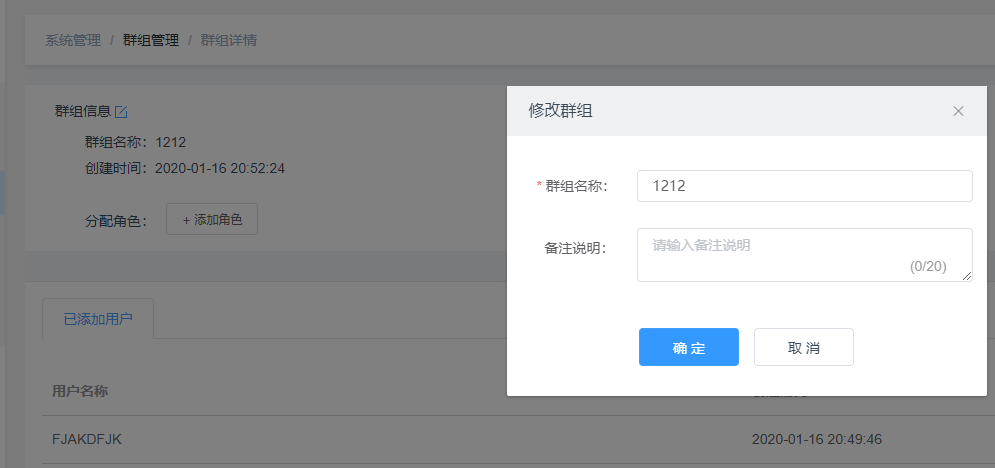 系统管理 / 群组管理 / 群组详情
群组信息
群组名称：1212
创建时间：2020-01-16 20:52:24
分配角色： + 添加角色
已添加用户
用户名称
FJAKDFJK 2020-01-16 20:49:46
修改群组
* 群组名称： 1212
备注说明： 请输入备注说明
(0/20)
确 定 取 消